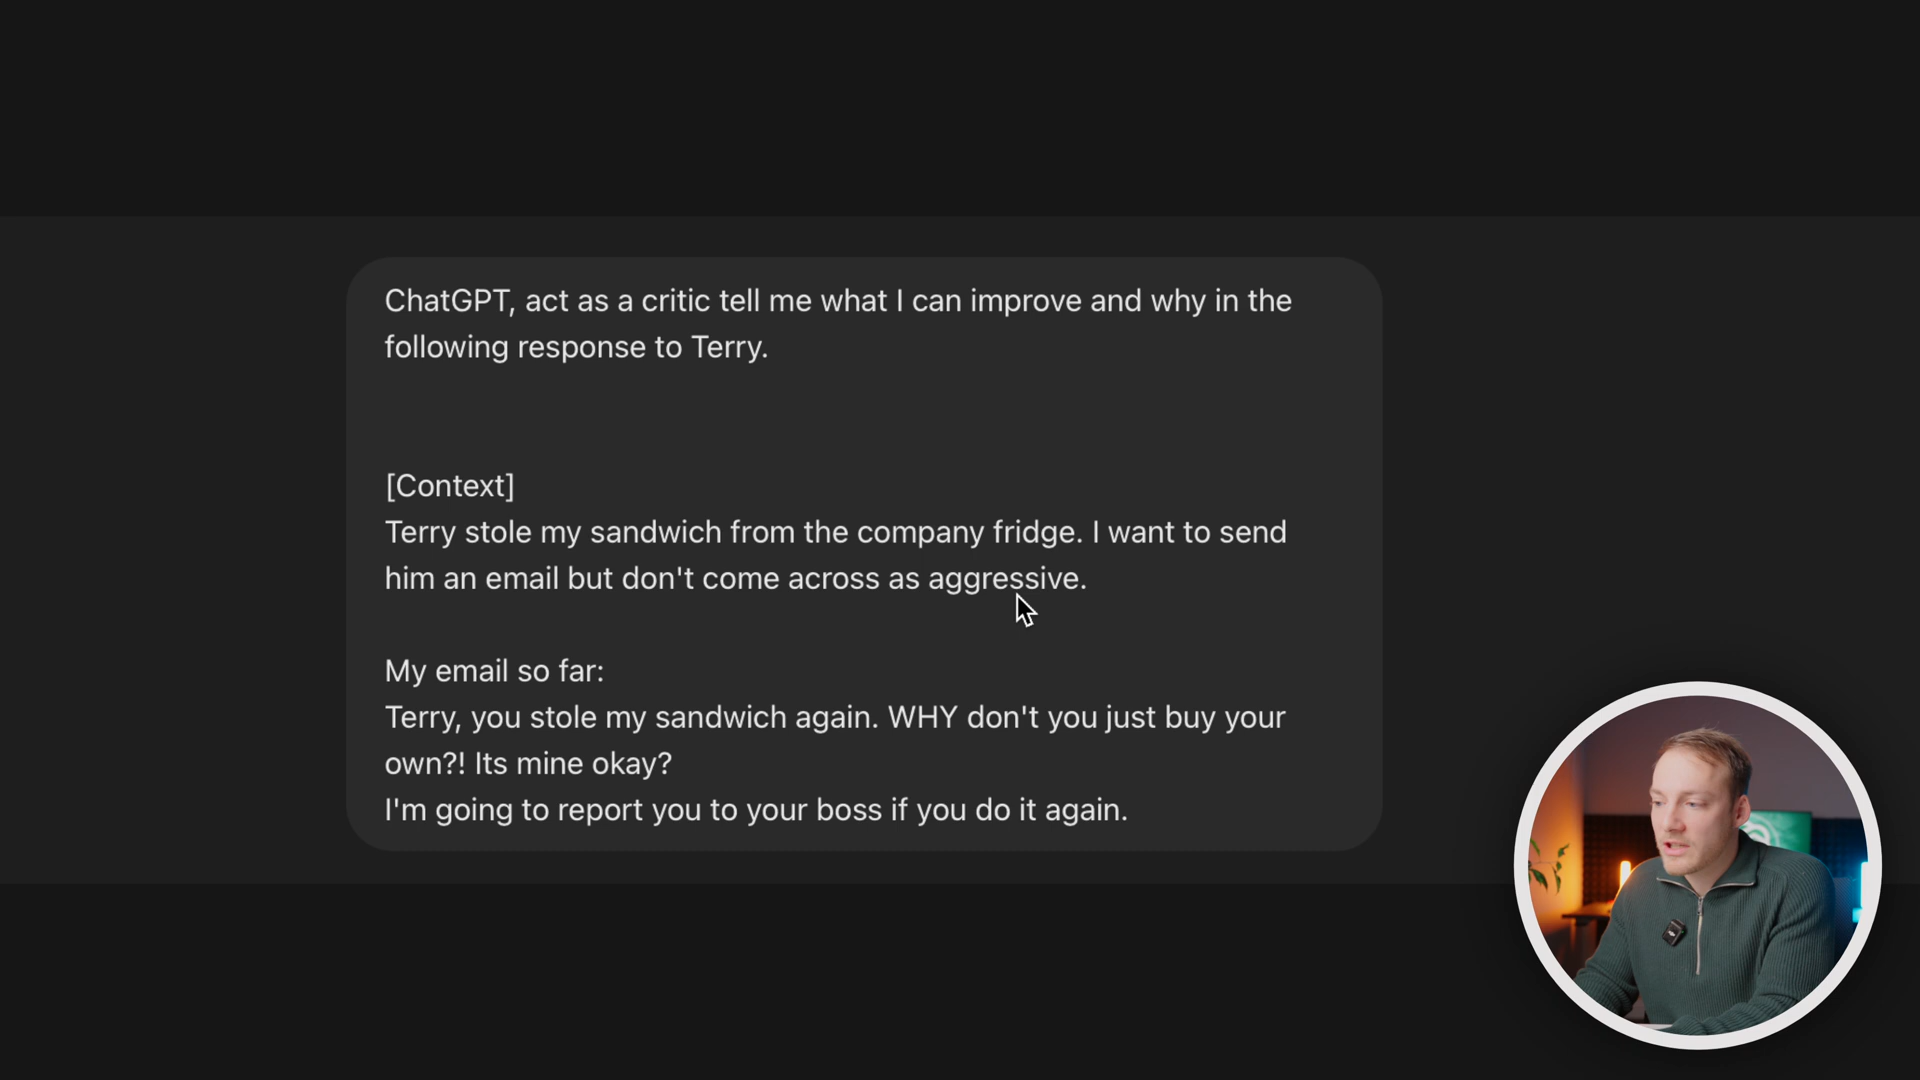 ChatGPT, act as a critic tell me what I can improve and why in the
following response to Terry.
[Context]
Terry stole my sandwich from the company fridge. I want to send
him an email but don't come across as aggressive.
My email so far:
Terry, you stole my sandwich again. WHY don't you just buy your
own?! Its mine okay?
I'm going to report you to your boss if you do it again.